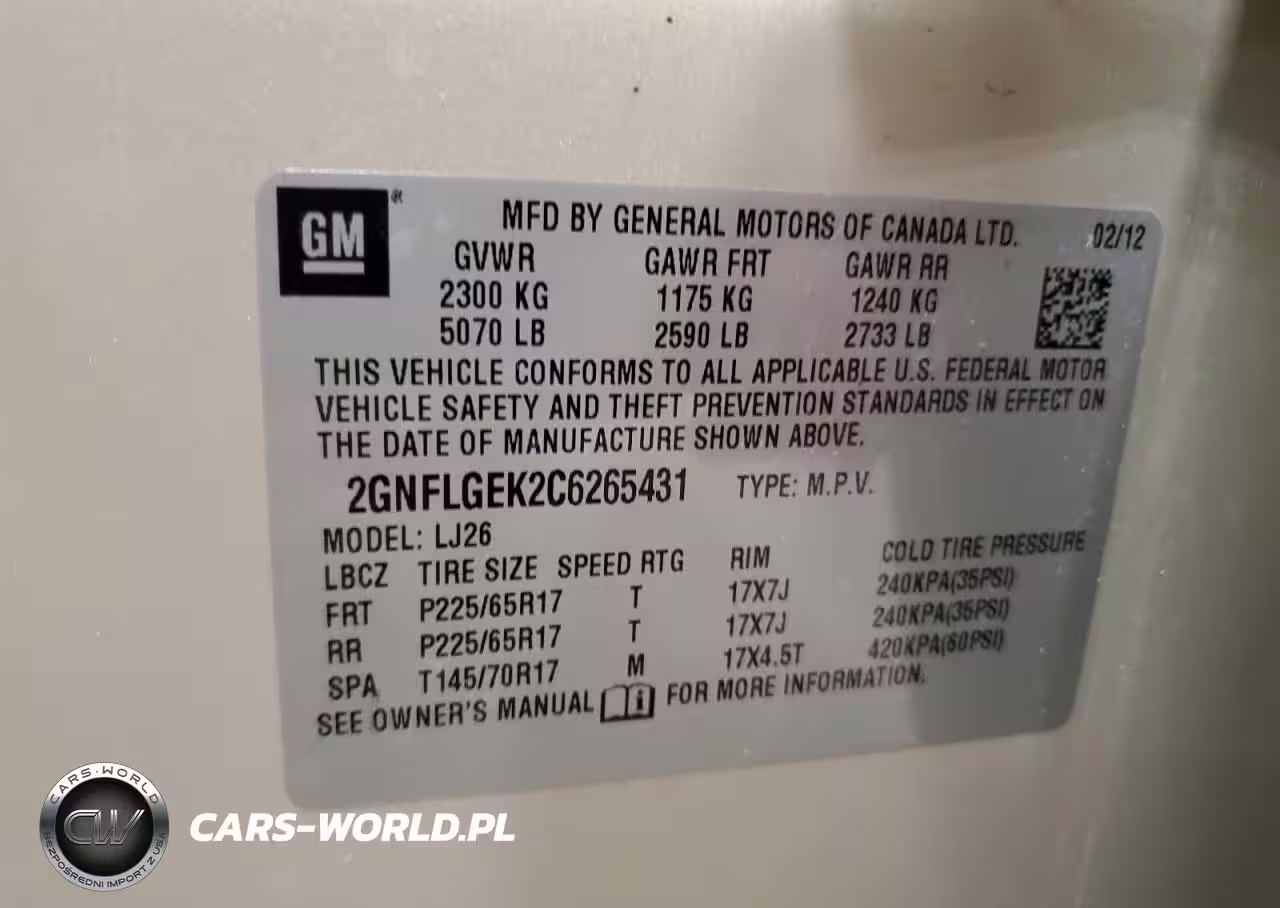 GM®
MFD BY GENERAL MOTORS OF CANADA LTD. 02/12
GVWR GAWR FRT GAWR RR
2300 KG 1175 KG 1240 KG
5070 LB 2590 LB 2733 LB
THIS VEHICLE CONFORMS TO ALL APPLICABLE U.S. FEDERAL MOTOR
VEHICLE SAFETY AND THEFT PREVENTION STANDARDS IN EFFECT ON
THE DATE OF MANUFACTURE SHOWN ABOVE.
2GNFLGEK2C6265431 TYPE: M.P.V.
MODEL: LJ26
LBCZ TIRE SIZE SPEED RTG RIM COLD TIRE PRESSURE
FRT P225/65R17 T 17X7J 240KPA(35PSI)
RR P225/65R17 T 17X7J 240KPA(35PSI)
SPA T145/70R17 M 17X4.5T 420KPA(60PSI)
SEE OWNER'S MANUAL i FOR MORE INFORMATION.
CARS-WORLD
CW
BEZPOŚREDNI IMPORT Z USA
CARS-WORLD.PL